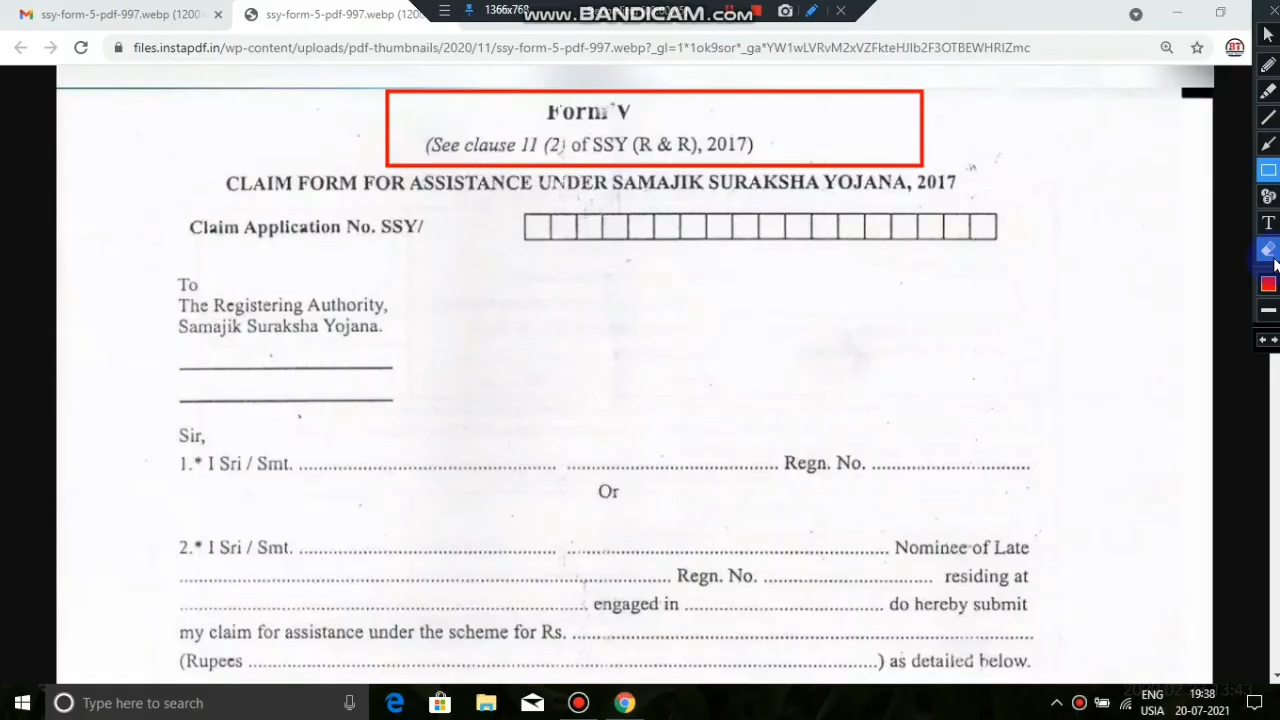 ssy-form-5-pdf-997.webp (1200×
ssy-form-5-pdf-997.webp (120
1366x768
www.BANDICAM.com
files.instapdf.in/wp-content/uploads/pdf-thumbnails/2020/11/ssy-form-5-pdf-997.webp?_gl=1*1ok9sor*_ga*YW1wLVRvM2xVZFkteHJIb2F3OTBEWHRIZmc
Form V
(See clause 11 (2) of SSY (R & R), 2017)
CLAIM FORM FOR ASSISTANCE UNDER SAMAJIK SURAKSHA YOJANA, 2017
Claim Application No. SSY/
To
The Registering Authority,
Samajik Suraksha Yojana.
Sir,
1.* I Sri / Smt. .......................................................... ................................................ Regn. No. ....................................
Or
2.* I Sri / Smt. .......................................................... .......................................................................... Nominee of Late
.................................................................................................................... Regn. No. ....................................... residing at
................................................................................................ engaged in ............................................... do hereby submit
my claim for assistance under the scheme for Rs. ...........................................................................................................
(Rupees .............................................................................................................................................) as detailed below.
Type here to search
ENG
19:38
USIA
20-07-2021